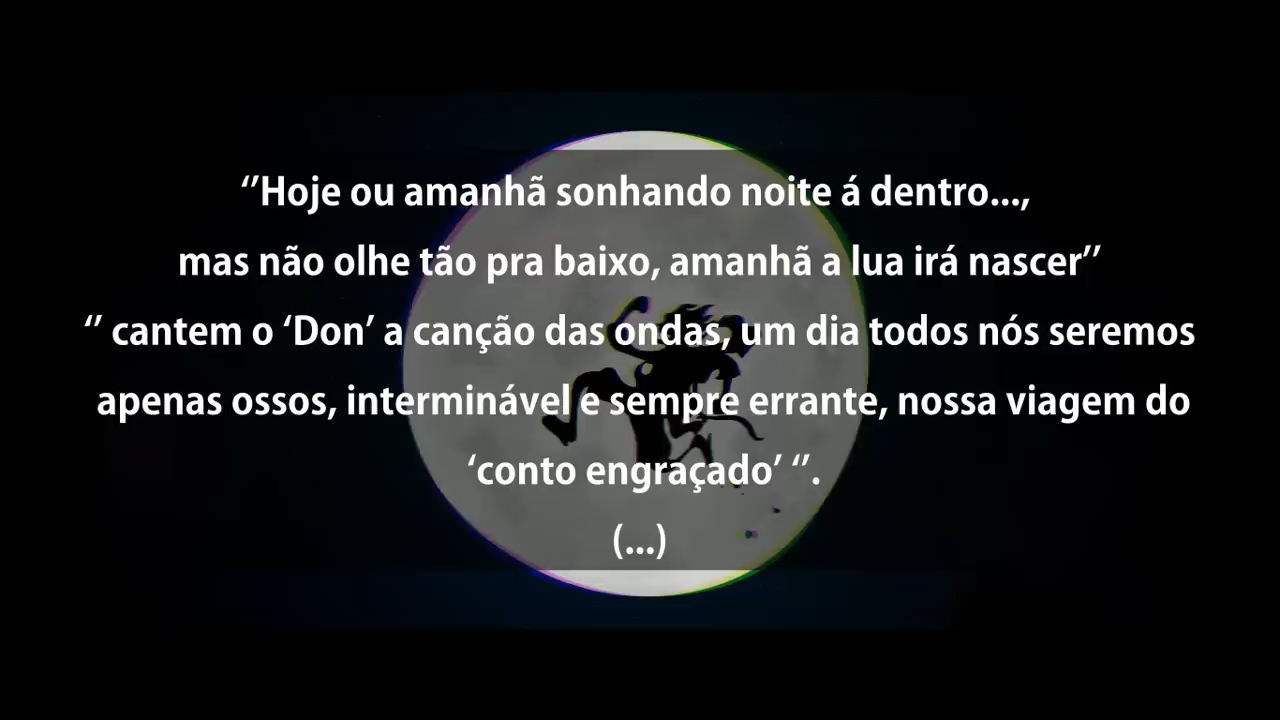 ‘’Hoje ou amanhã sonhando noite á dentro...,
mas não olhe tão pra baixo, amanhã a lua irá nascer’’
‘’ cantem o ‘Don’ a canção das ondas, um dia todos nós seremos
apenas ossos, interminável e sempre errante, nossa viagem do
‘conto engraçado’ ‘’.
(...)